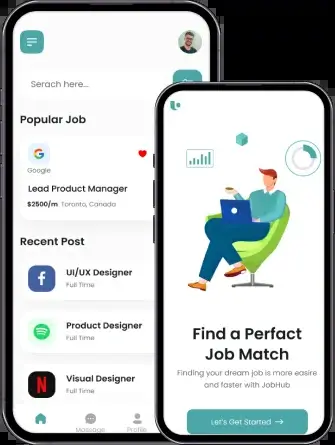 Serach here...
Popular Job
Google
Lead Product Manager
$2500/m Toronto, Canada
Recent Post
UI/UX Designer
Full Time
Product Designer
Full Time
Visual Designer
Full Time
Message
Profile
Find a Perfact
Job Match
Finding your dream job is more easire
and faster with JobHub
Let's Get Started →